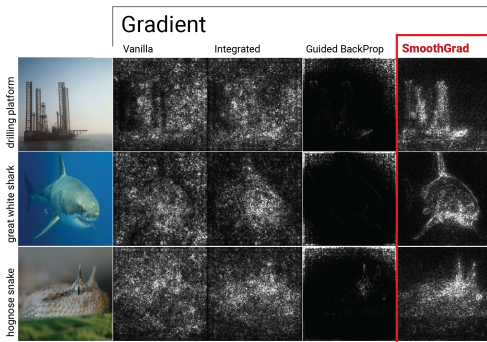 Gradient
Vanilla
Integrated
Guided BackProp
SmoothGrad
drilling platform
great white shark
hognose snake